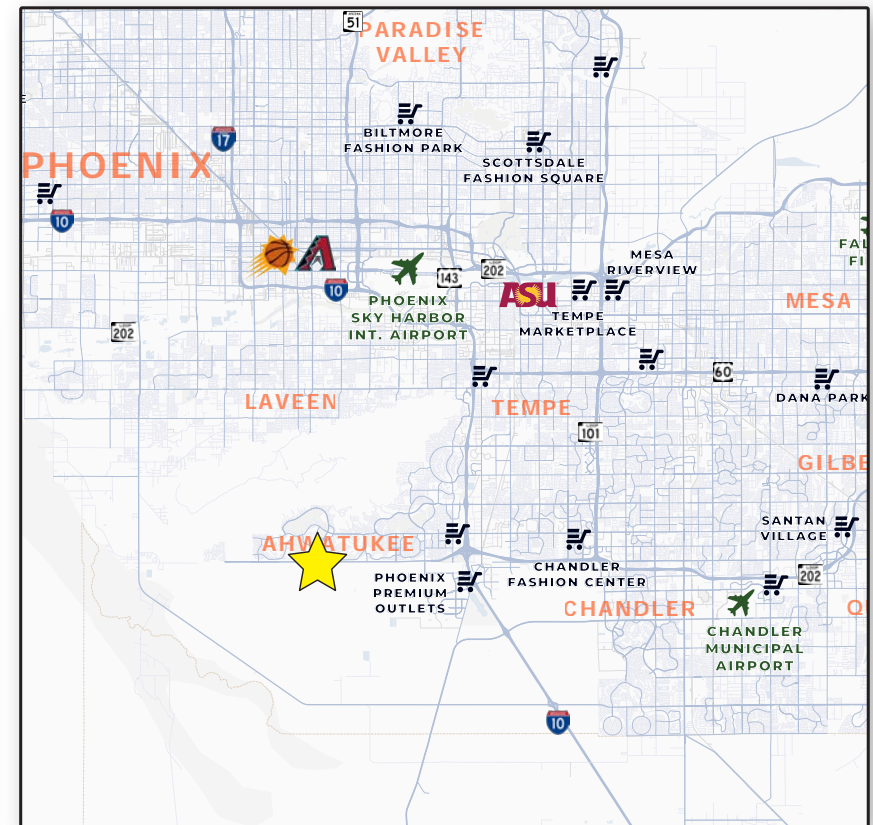 51
PARADISE
VALLEY
BILTMORE
FASHION PARK
17
SCOTTSDALE
FASHION SQUARE
PHOENIX
10
MESA
RIVERVIEW
143
202
10
ASU
PHOENIX
SKY HARBOR
INT. AIRPORT
TEMPE
MARKETPLACE
MESA
202
60
DANA PARK
LAVEEN
TEMPE
101
GILBE
SANTAN
VILLAGE
AHWATUKEE
CHANDLER
FASHION CENTER
202
PHOENIX
PREMIUM
OUTLETS
CHANDLER
CHANDLER
MUNICIPAL
AIRPORT
10